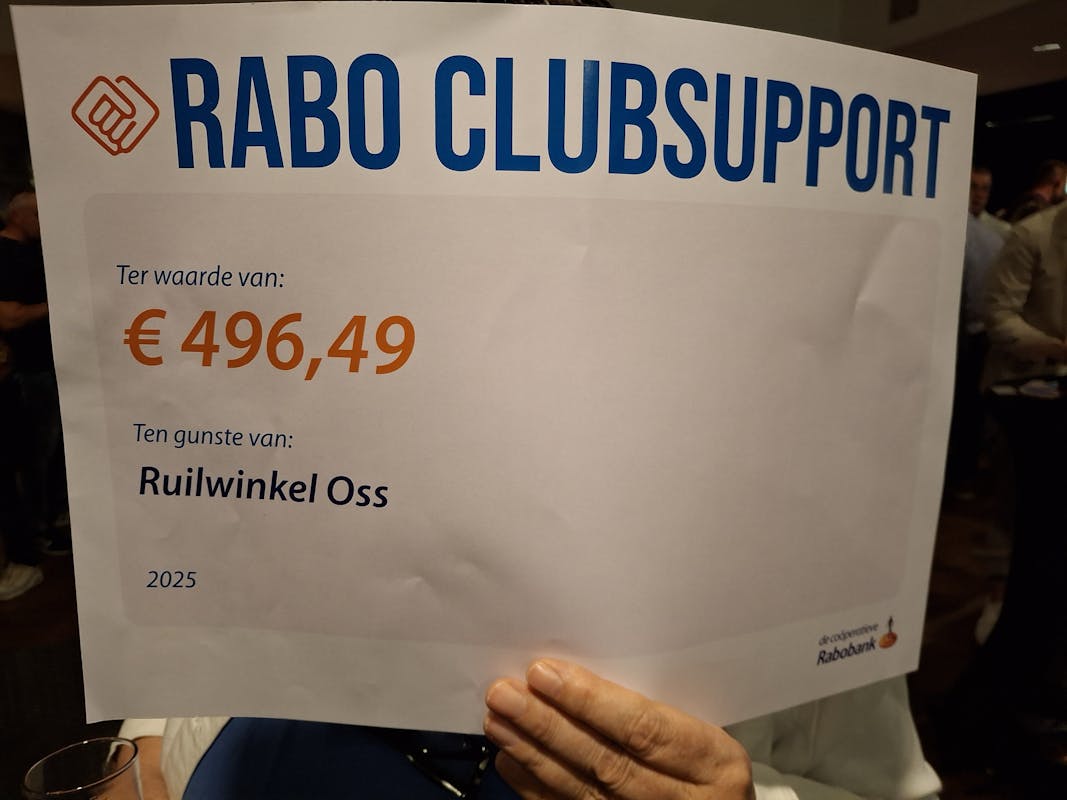 RABO CLUBSUPPORT
Ter waarde van:
€ 496,49
Ten gunste van:
Ruilwinkel Oss
2025
de coöperatieve
Rabobank